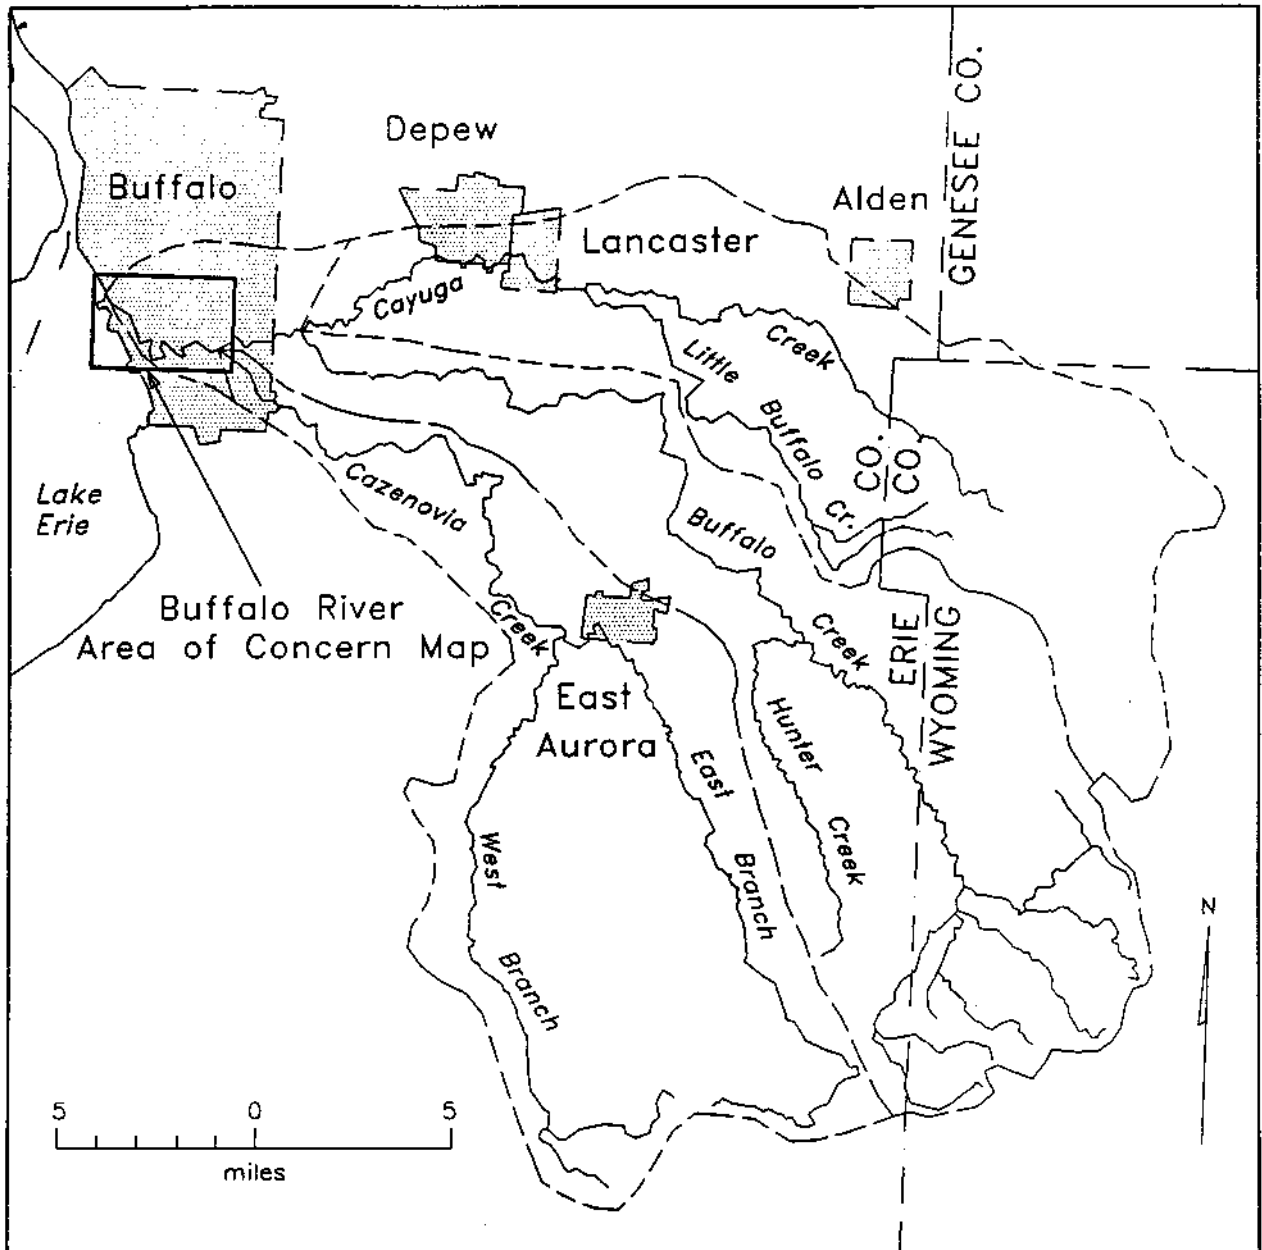 GENESEE CO.
Depew
Buffalo
Alden
Lancaster
Cayuga
Creek
Little
Buffalo
Cr.
CO.
CO.
Lake
Erie
Cazenovia
Creek
Buffalo
Creek
Buffalo River
Area of Concern Map
ERIE
WYOMING
East
Aurora
Hunter
Creek
East
Branch
West
Branch
N
5 0 5
miles